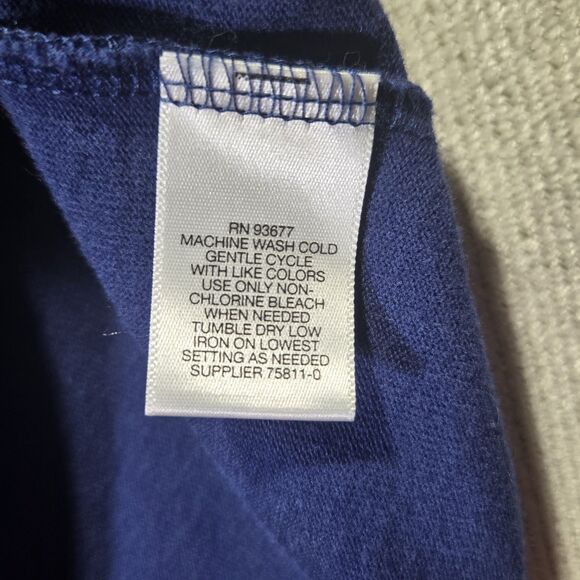 RN 93677
MACHINE WASH COLD
GENTLE CYCLE
WITH LIKE COLORS
USE ONLY NON-
CHLORINE BLEACH
WHEN NEEDED
TUMBLE DRY LOW
IRON ON LOWEST
SETTING AS NEEDED
SUPPLIER 75811-0